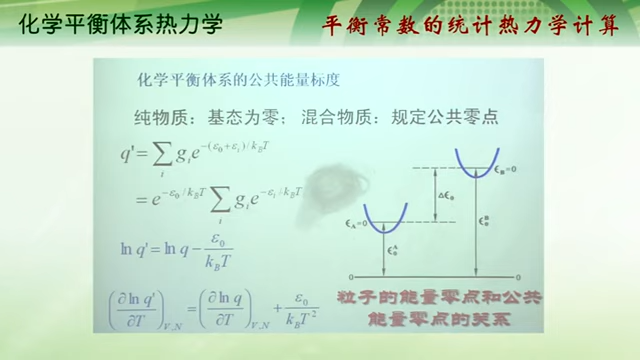 化学平衡体系热力学
平衡常数的统计热力学计算
化学平衡体系的公共能量标度
纯物质：基态为零；混合物质：规定公共零点
q'=∑_i g_i e^{-(ε_0+ε_i)/k_BT}
=e^{-ε_0/k_BT} ∑_i g_i e^{-ε_i/k_BT}
ln q'=ln q-ε_0/k_BT
(∂ln q'/∂T)_{V,N}=(∂ln q/∂T)_{V,N}+ε_0/k_BT^2
ϵ_B=0
Δϵ_0
ϵ_A=0
ϵ_0^A
ϵ_0^B
0 0
粒子的能量零点和公共
能量零点的关系